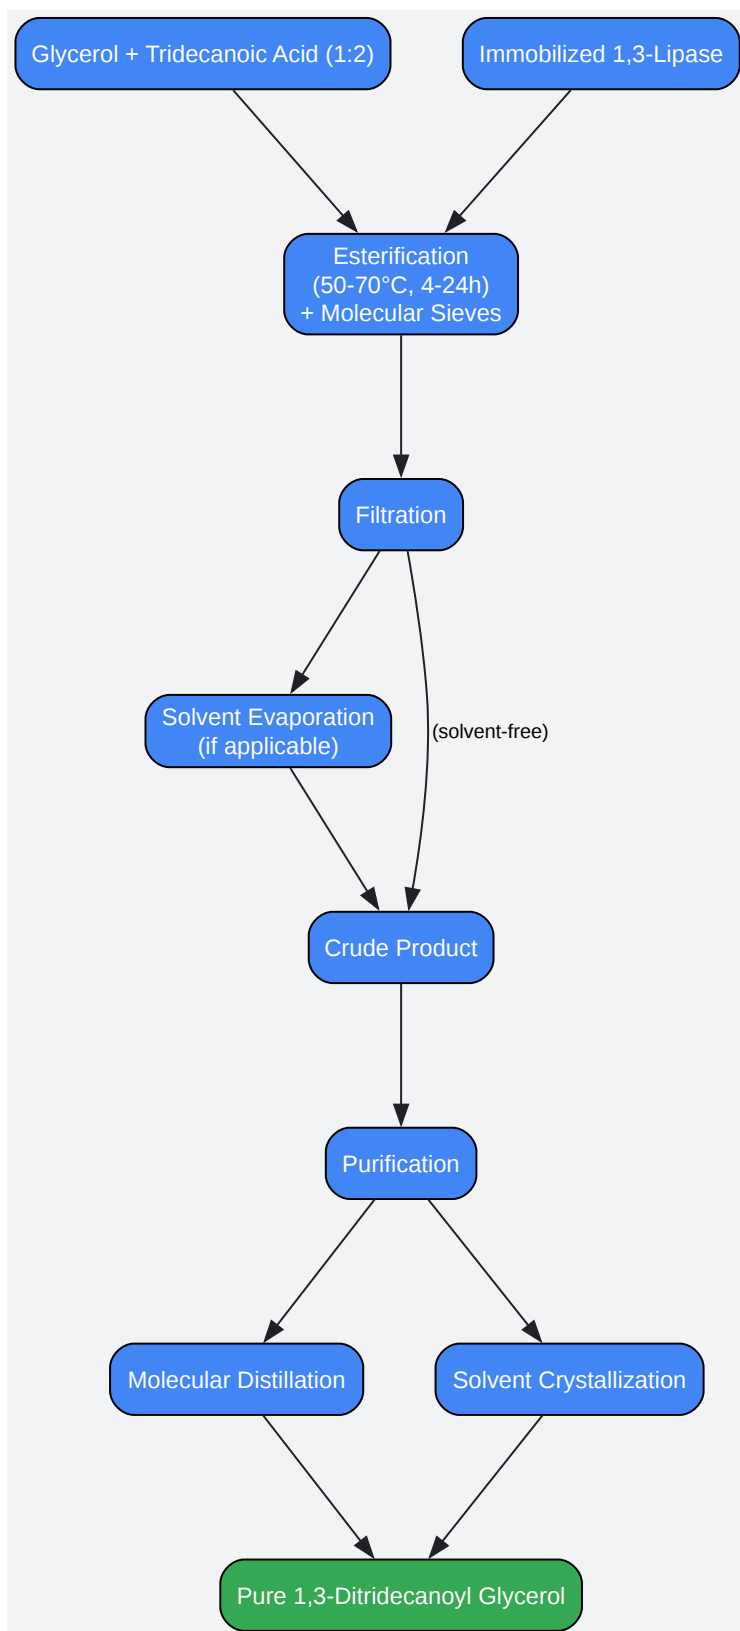 Glycerol + Tridecanoic Acid (1:2)
Immobilized 1,3-Lipase
Esterification
(50-70°C, 4-24h)
+ Molecular Sieves
Filtration
Solvent Evaporation
(if applicable)
(solvent-free)
Crude Product
Purification
Molecular Distillation
Solvent Crystallization
Pure 1,3-Ditridecanoyl Glycerol